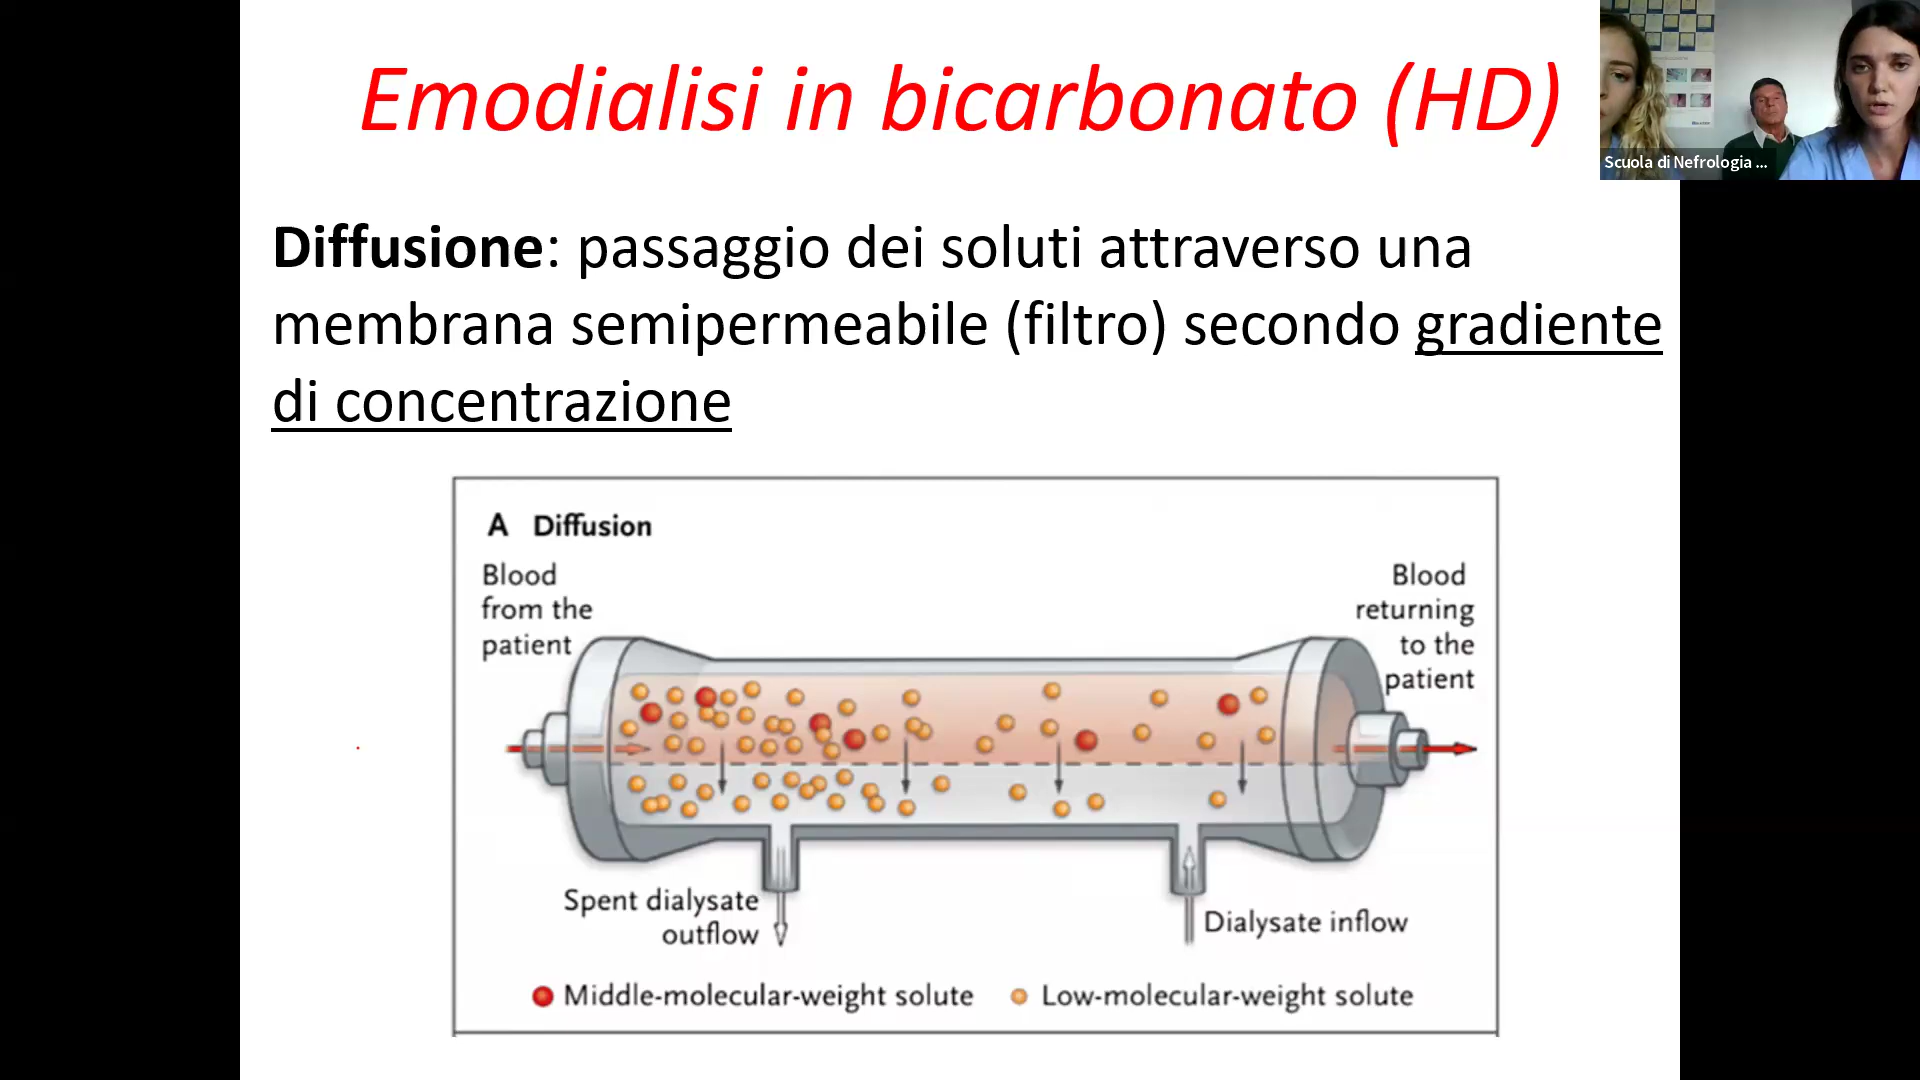 Emodialisi in bicarbonato (HD)
Scuola di Nefrologia ...
Diffusione: passaggio dei soluti attraverso una
membrana semipermeabile (filtro) secondo gradiente
di concentrazione
A Diffusion
Blood
from the
patient
Blood
returning
to the
patient
Spent dialysate
outflow
Dialysate inflow
Middle-molecular-weight solute
Low-molecular-weight solute